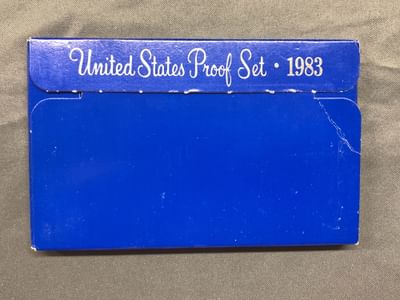 United States Proof Set · 1983